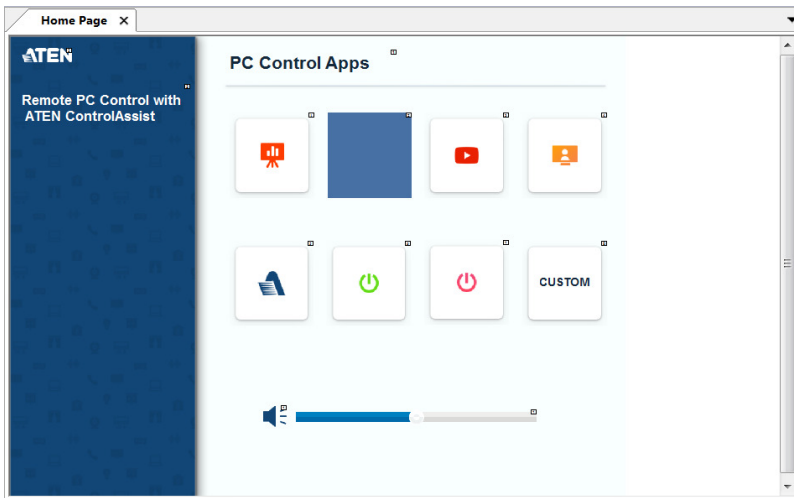 Home Page X
ATEN
PC Control Apps
Remote PC Control with
ATEN ControlAssist
CUSTOM